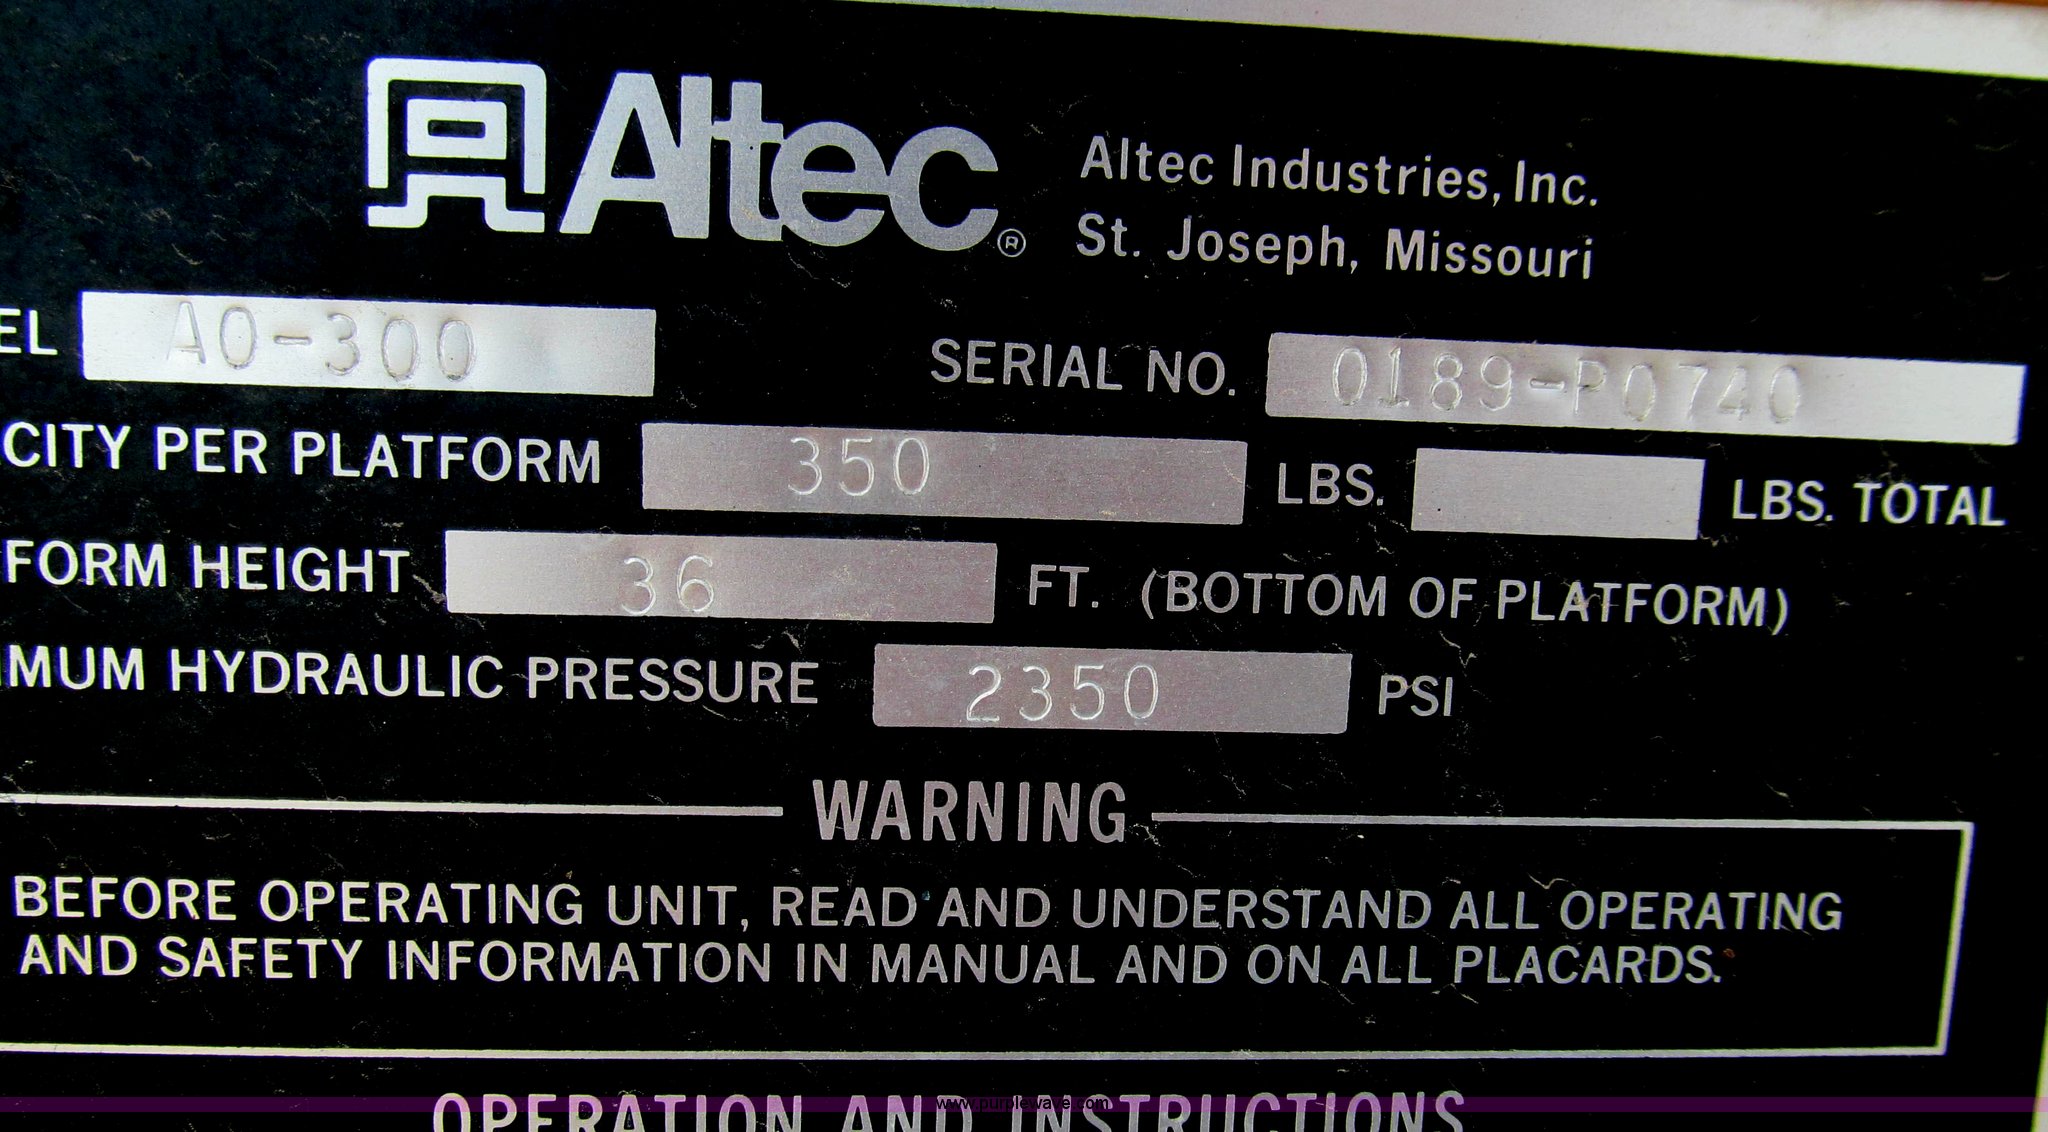 Altec®
Altec Industries, Inc.
St. Joseph, Missouri
EL AO-300 SERIAL NO. 0189-P0740
CITY PER PLATFORM 350 LBS. LBS. TOTAL
FORM HEIGHT 36 FT. (BOTTOM OF PLATFORM)
MUM HYDRAULIC PRESSURE 2350 PSI
WARNING
BEFORE OPERATING UNIT, READ AND UNDERSTAND ALL OPERATING
AND SAFETY INFORMATION IN MANUAL AND ON ALL PLACARDS.
OPERATION AND INSTRUCTIONS
www.purplewave.com